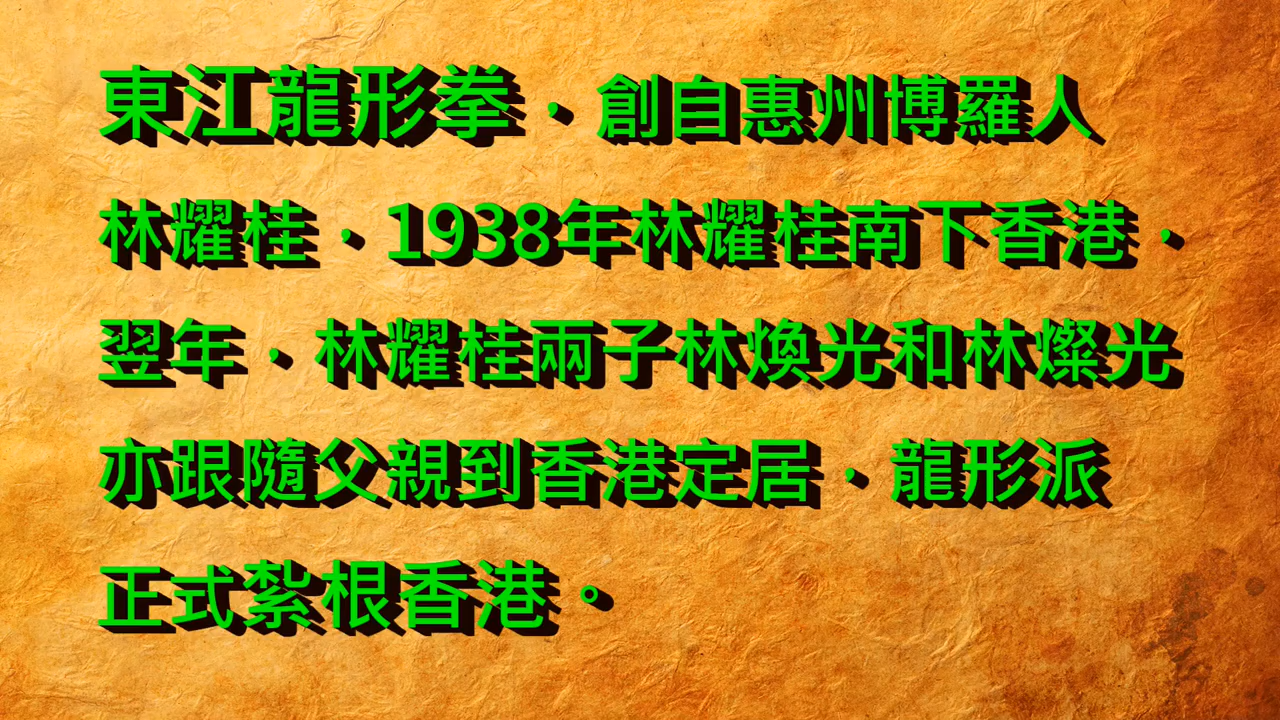 東江龍形拳，創自惠州博羅人
林耀桂，1938年林耀桂南下香港，
翌年，林耀桂兩子林煥光和林燦光
亦跟隨父親到香港定居，龍形派
正式紮根香港。